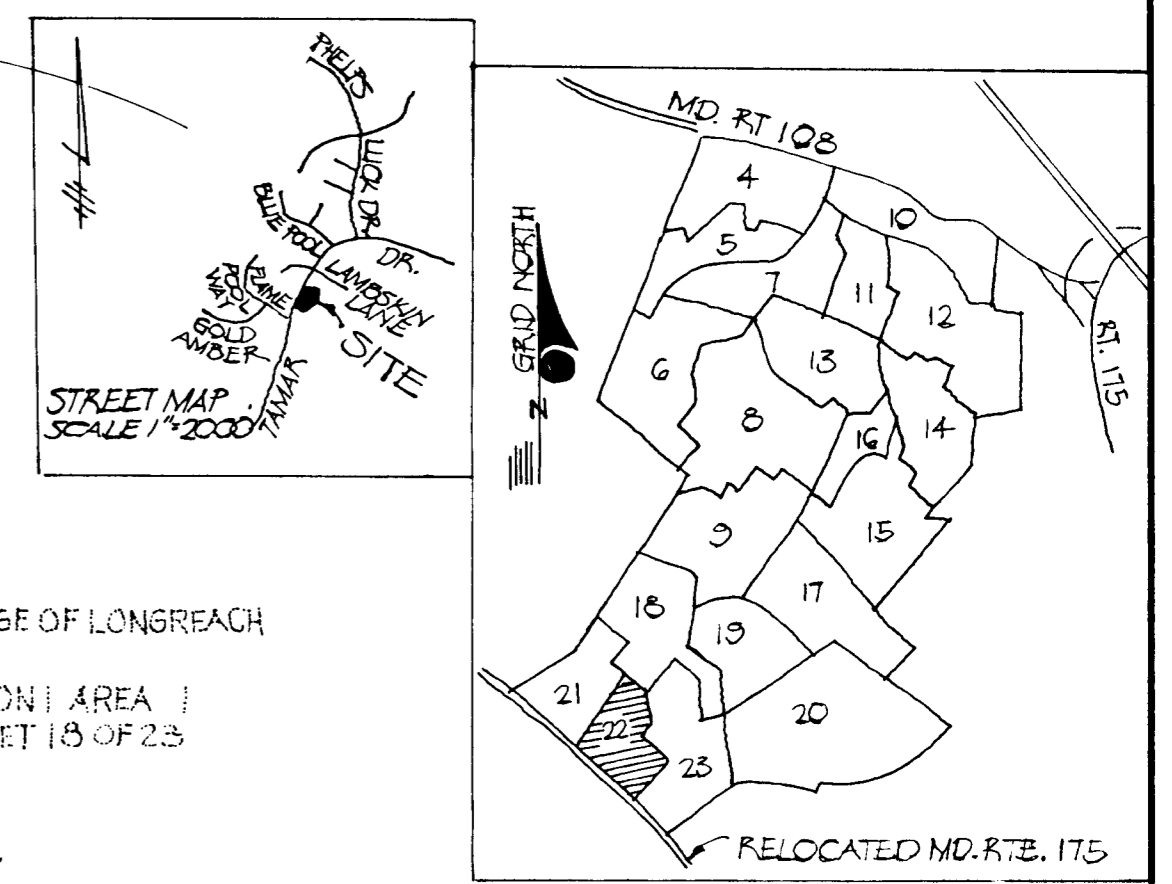 PHELPS
TOLLING DR.
BLUE POOL
DR.
LAMBSKIN
LANE
FLAME
POOL
WAY
GOLD
AMBER
SITE
TAMAR
STREET MAP
SCALE 1"=2000'
GE OF LONGREACH
ON 1 AREA 1
ET 18 OF 23
MD. RT 108
GRID NORTH
N
4
10
5
7
11
12
RT. 175
6
13
8
16
14
9
15
18
17
19
21
22
20
23
RELOCATED MD. RTE. 175